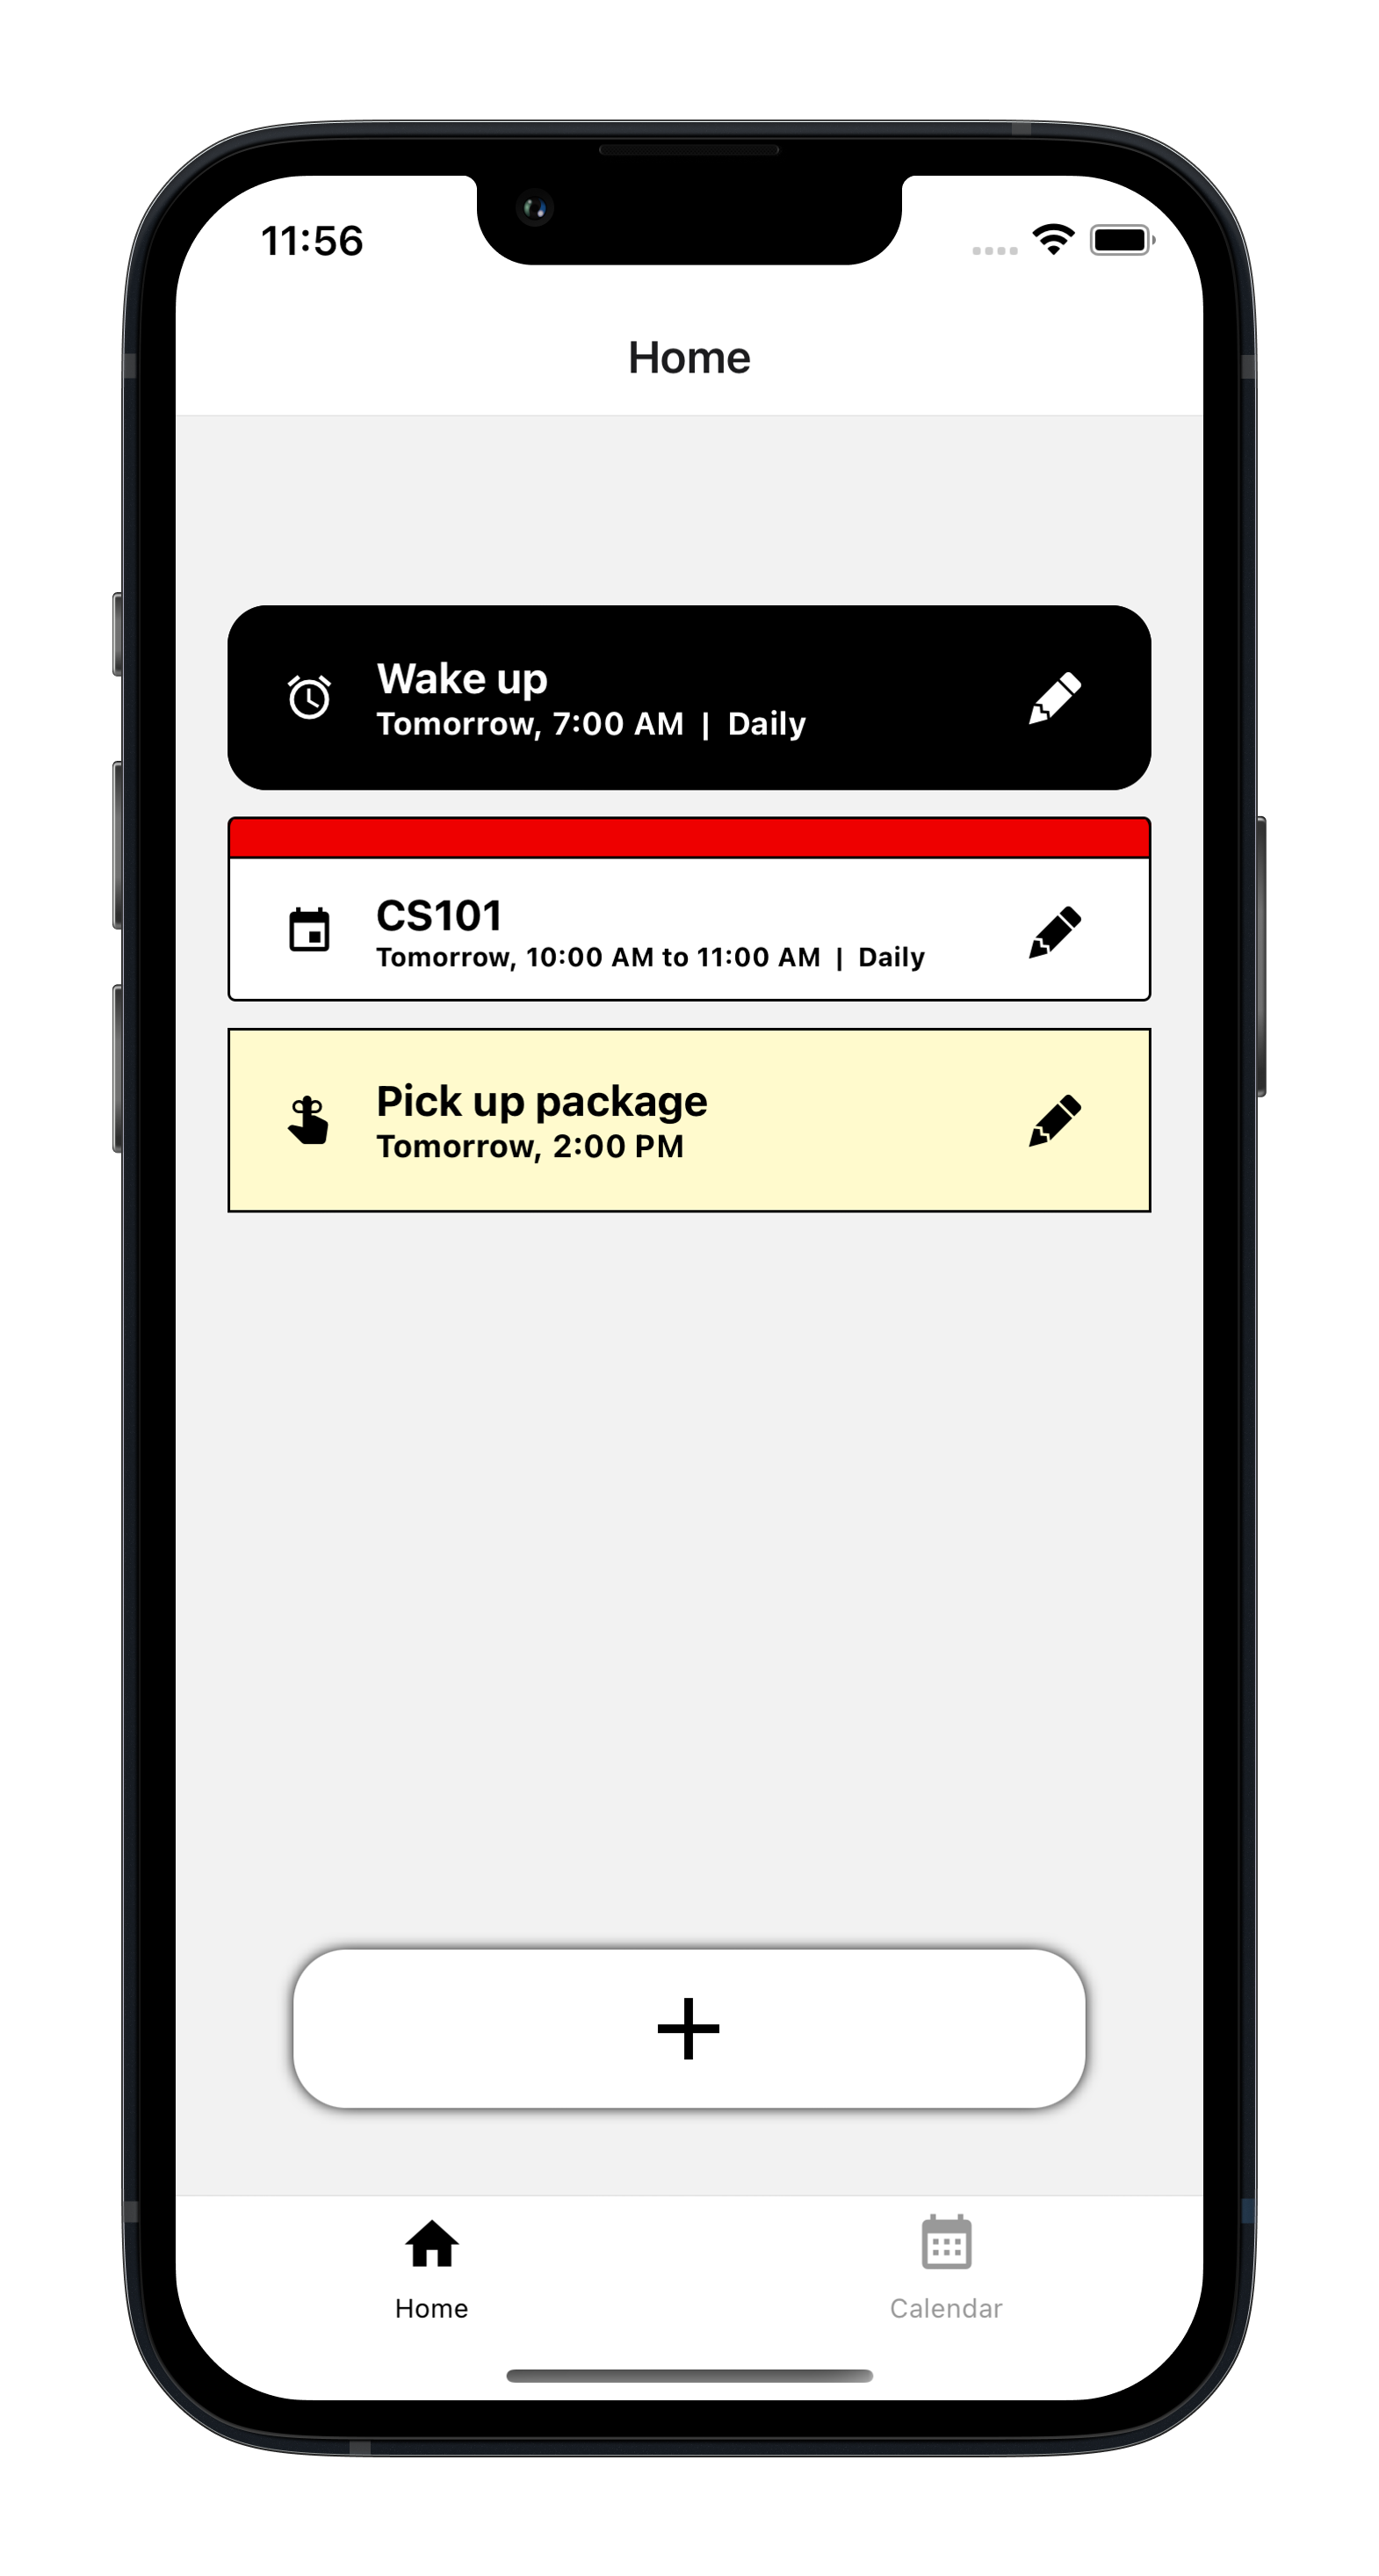 11:56
Home
Wake up
Tomorrow, 7:00 AM | Daily
CS101
Tomorrow, 10:00 AM to 11:00 AM | Daily
Pick up package
Tomorrow, 2:00 PM
Home
Calendar